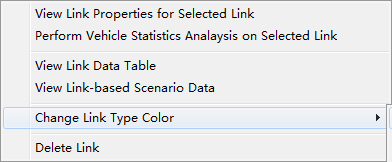 View Link Properties for Selected Link
Perform Vehicle Statistics Analaysis on Selected Link
View Link Data Table
View Link-based Scenario Data
Change Link Type Color
Delete Link